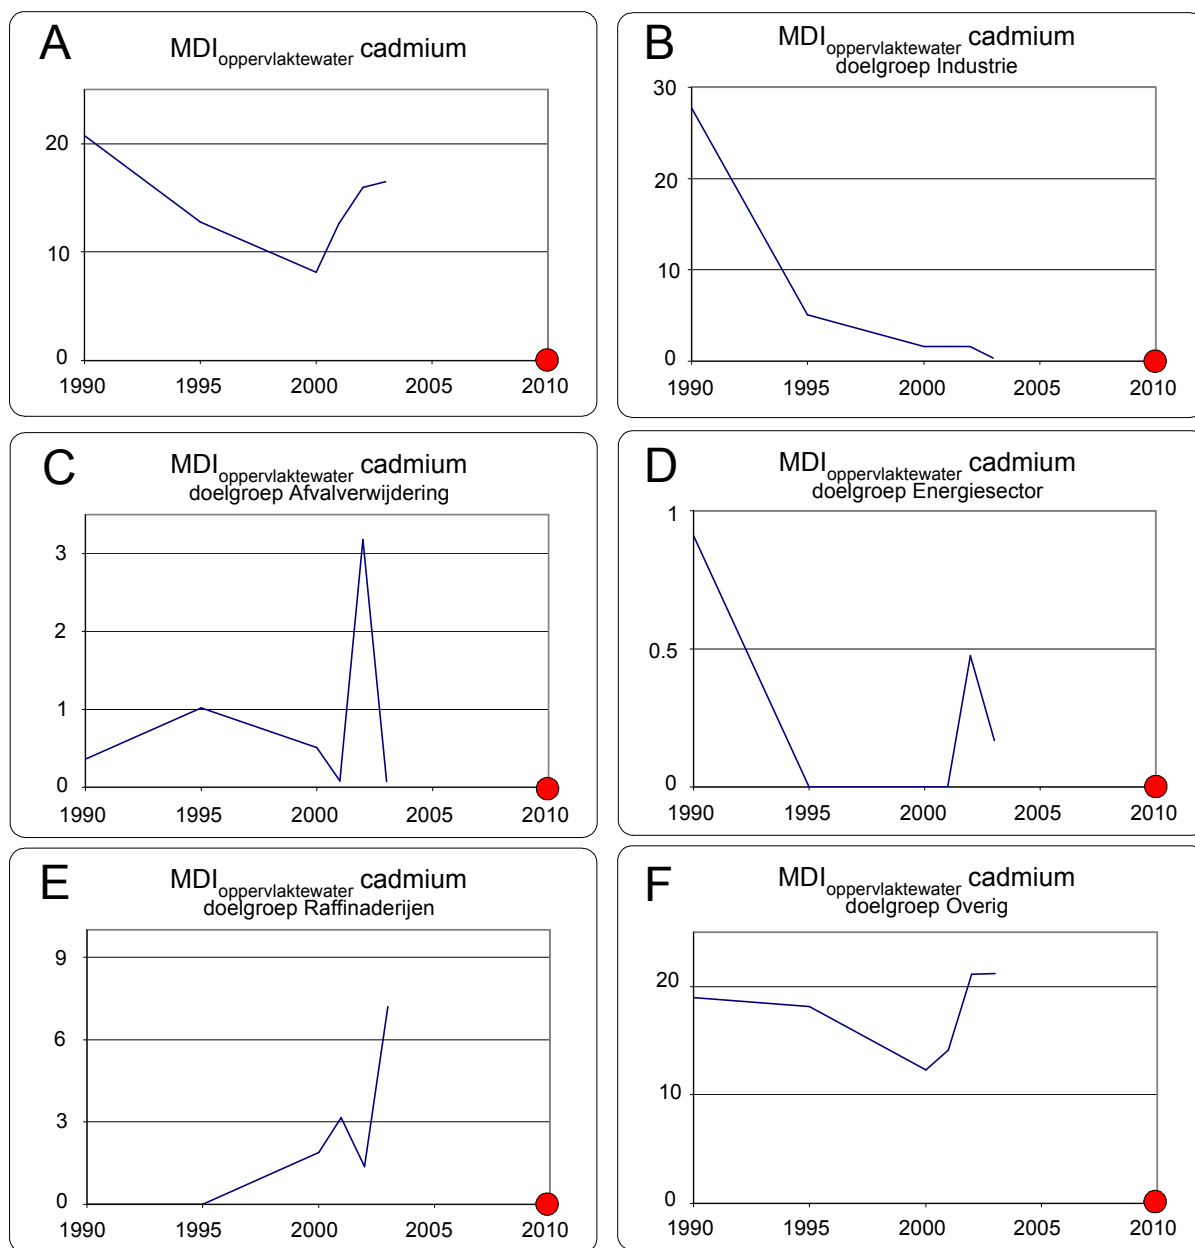 A
MDIoppervlaktewater cadmium
20
10
0
1990 1995 2000 2005 2010
B
MDIoppervlaktewater cadmium
doelgroep Industrie
30
20
10
0
1990 1995 2000 2005 2010
C
MDIoppervlaktewater cadmium
doelgroep Afvalverwijdering
3
2
1
0
1990 1995 2000 2005 2010
D
MDIoppervlaktewater cadmium
doelgroep Energiesector
1
0.5
0
1990 1995 2000 2005 2010
E
MDIoppervlaktewater cadmium
doelgroep Raffinaderijen
9
6
3
0
1990 1995 2000 2005 2010
F
MDIoppervlaktewater cadmium
doelgroep Overig
20
10
0
1990 1995 2000 2005 2010